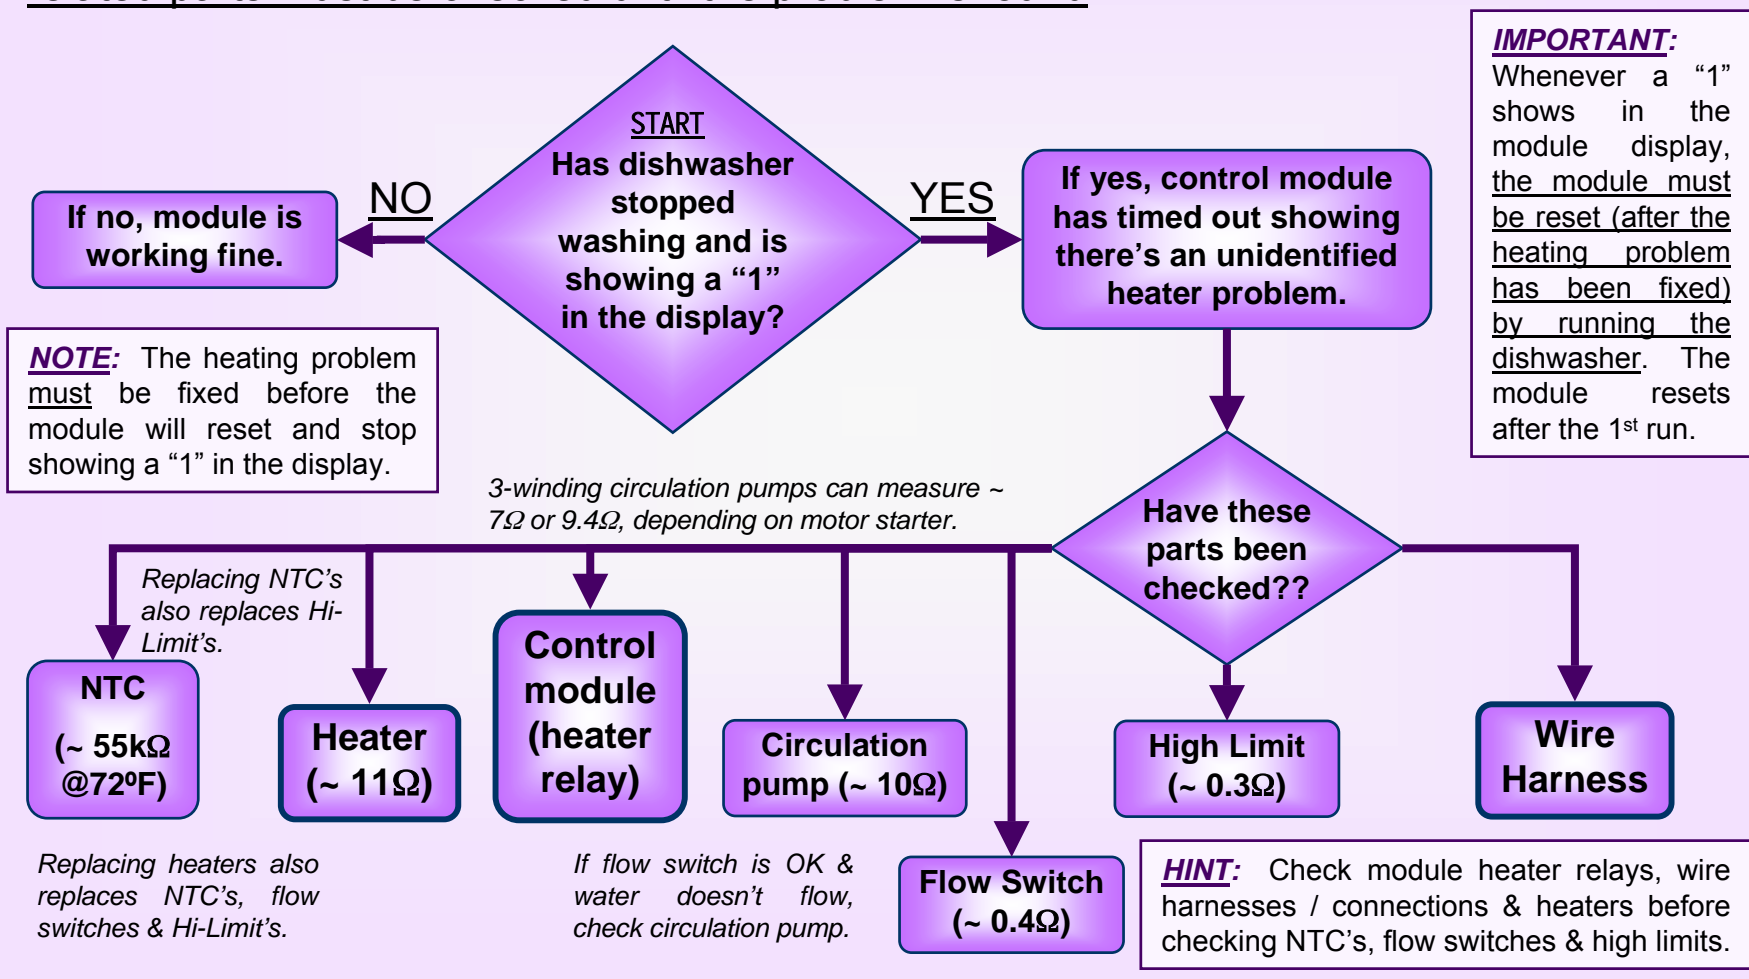 START
Has dishwasher
stopped
washing and is
showing a “1”
in the display?
NO
YES
If no, module is
working fine.
If yes, control module
has timed out showing
there’s an unidentified
heater problem.
IMPORTANT:
Whenever a “1”
shows in the
module display,
the module must
be reset (after the
heating problem
has been fixed)
by running the
dishwasher. The
module resets
after the 1st run.
NOTE: The heating problem
must be fixed before the
module will reset and stop
showing a “1” in the display.
3-winding circulation pumps can measure ~
7Ω or 9.4Ω, depending on motor starter.
Have these
parts been
checked??
Replacing NTC’s
also replaces Hi-
Limit’s.
NTC
(~ 55kΩ
@72ºF)
Heater
(~ 11Ω)
Control
module
(heater
relay)
Circulation
pump (~ 10Ω)
Flow Switch
(~ 0.4Ω)
High Limit
(~ 0.3Ω)
Wire
Harness
Replacing heaters also
replaces NTC’s, flow
switches & Hi-Limit’s.
If flow switch is OK &
water doesn’t flow,
check circulation pump.
HINT: Check module heater relays, wire
harnesses / connections & heaters before
checking NTC’s, flow switches & high limits.